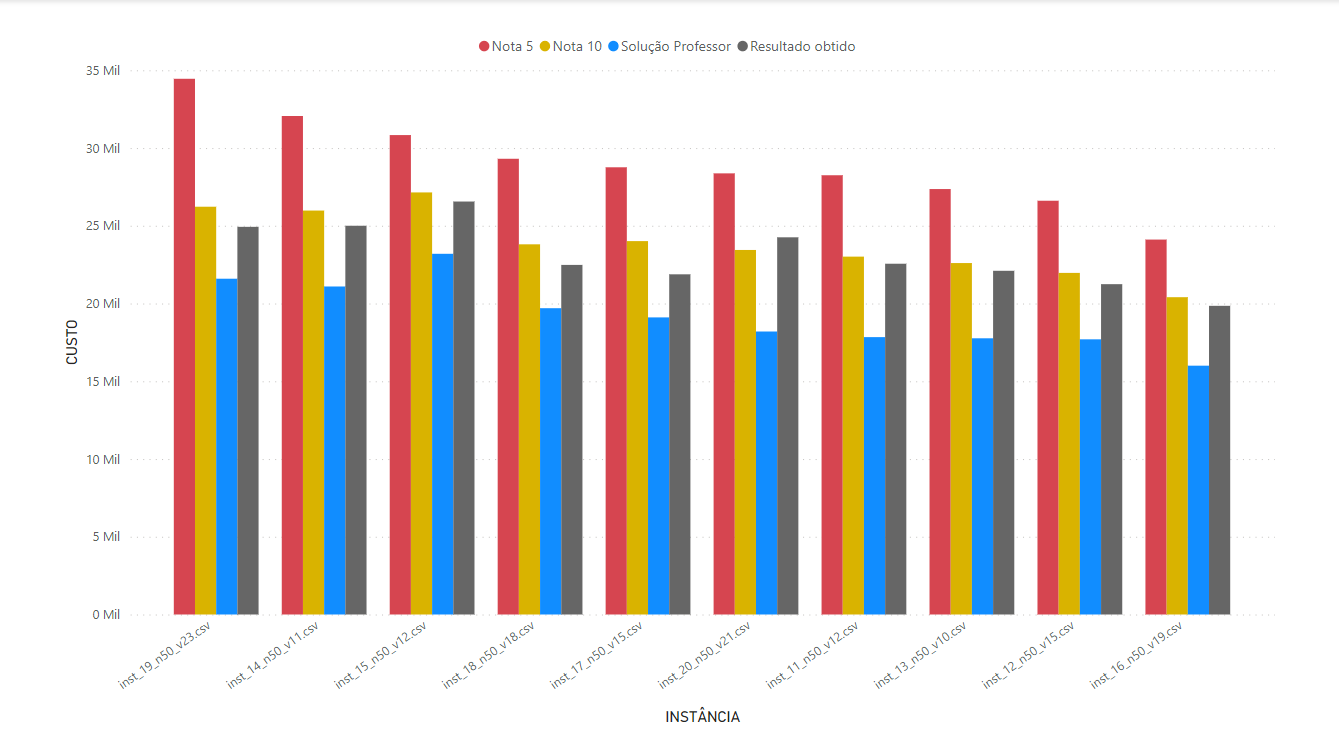 Nota 5 Nota 10 Solução Professor Resultado obtido
35 Mil
30 Mil
25 Mil
20 Mil
15 Mil
10 Mil
5 Mil
0 Mil
CUSTO
inst_19_n50_v23.csv
inst_14_n50_v11.csv
inst_15_n50_v12.csv
inst_18_n50_v18.csv
inst_17_n50_v15.csv
inst_20_n50_v21.csv
inst_11_n50_v12.csv
inst_13_n50_v10.csv
inst_12_n50_v15.csv
inst_16_n50_v19.csv
INSTÂNCIA